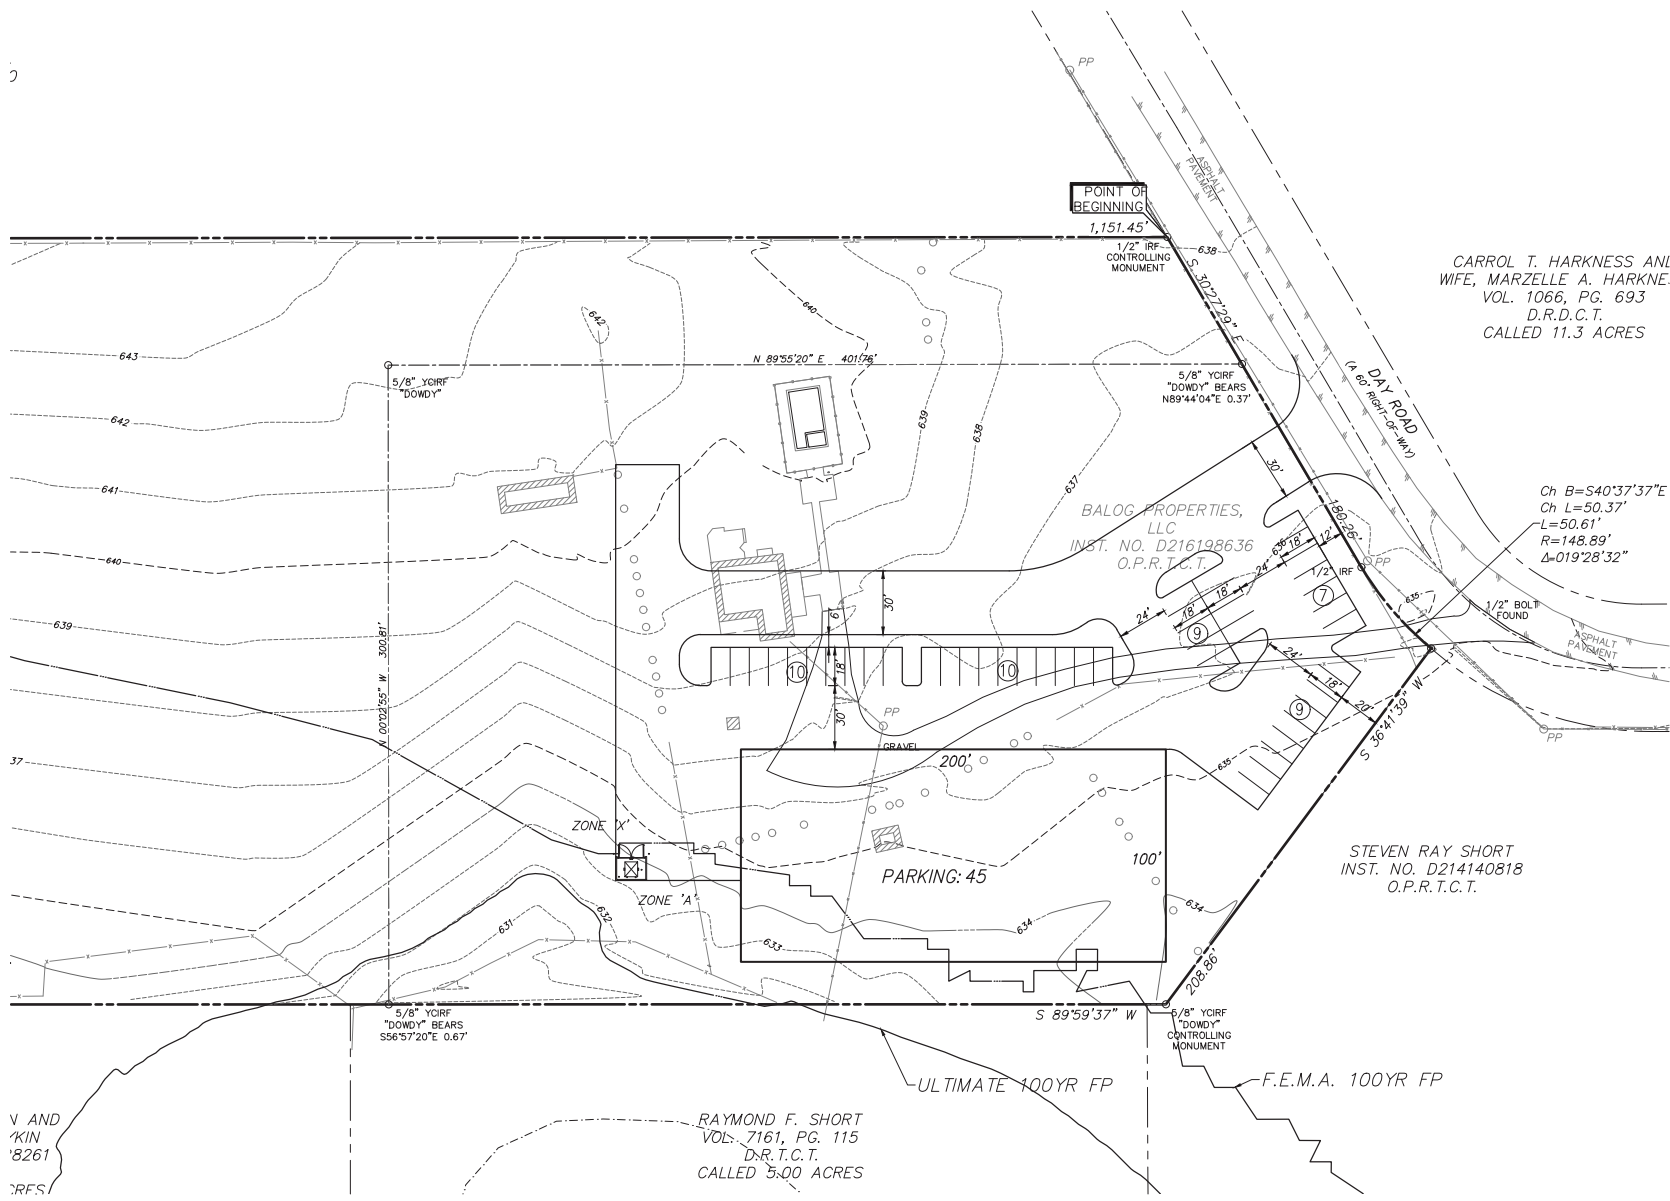 PP
ASPHALT
PAVEMENT
POINT OF
BEGINNING
1,151.45'
1/2" IRF
CONTROLLING
MONUMENT
638
S 30°27'29" E
CARROL T. HARKNESS AND
WIFE, MARZELLE A. HARKNES
VOL. 1066, PG. 693
D.R.D.C.T.
CALLED 11.3 ACRES
DAY ROAD
(A 60' RIGHT-OF-WAY)
643
642
640
N 89°55'20" E 401.76'
5/8" YCIRF
"DOWDY"
5/8" YCIRF
"DOWDY" BEARS
N89°44'04"E 0.37'
642
639
638
637
641
30'
BALOG PROPERTIES,
LLC
INST. NO. D216198636
O.P.R.T.C.T.
180.26'
Ch B=S40°37'37"E
Ch L=50.37'
L=50.61'
R=148.89'
Δ=019°28'32"
640
636
18'
12'
24'
18'
18'
24'
1/2" IRF
PP
7
635
1/2" BOLT
FOUND
ASPHALT
PAVEMENT
639
30'
6'
9
10
18'
10
24'
18'
20'
9
N 00°02'55" W 300.81'
30'
PP
GRAVEL
S 36°41'39" W
PP
37
200'
635
ZONE 'X'
100'
PARKING: 45
STEVEN RAY SHORT
INST. NO. D214140818
O.P.R.T.C.T.
ZONE 'A'
631
632
633
634
634
208.86'
5/8" YCIRF
"DOWDY" BEARS
S56°57'20"E 0.67'
S 89°59'37" W
5/8" YCIRF
"DOWDY"
CONTROLLING
MONUMENT
ULTIMATE 100YR FP
F.E.M.A. 100YR FP
RAYMOND F. SHORT
VOL. 7161, PG. 115
D.R.T.C.T.
CALLED 5.00 ACRES
N AND
YKIN
8261
CRES